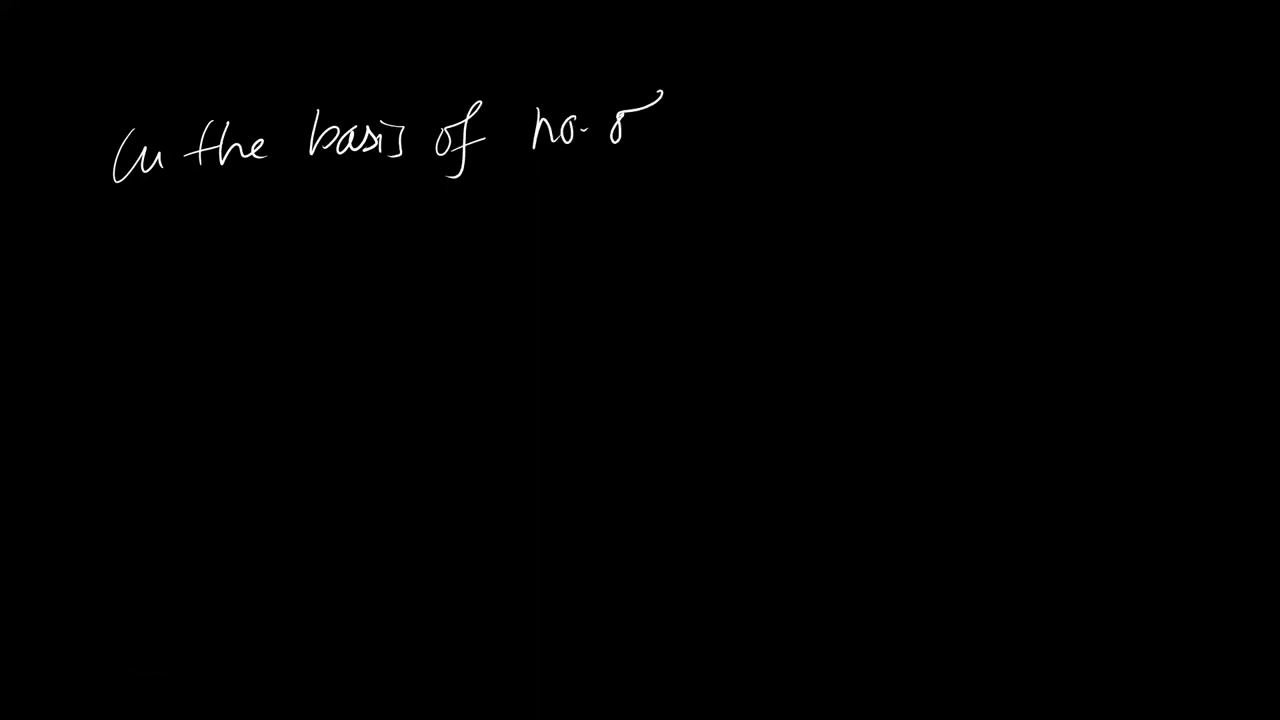 on the basis of no. o